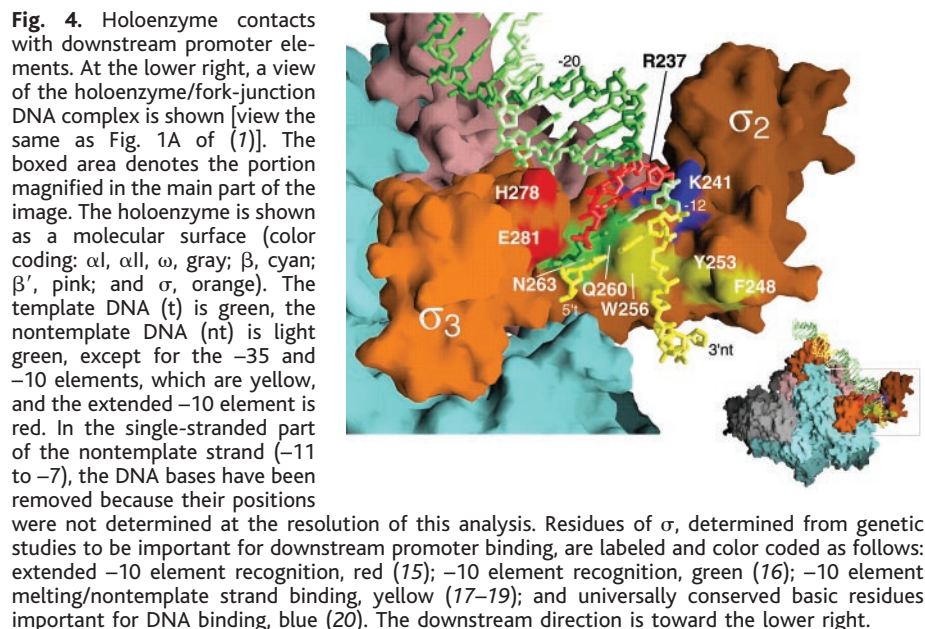 Fig. 4. Holoenzyme contacts
with downstream promoter ele-
ments. At the lower right, a view
of the holoenzyme/fork-junction
DNA complex is shown [view the
same as Fig. 1A of (1)]. The
boxed area denotes the portion
magnified in the main part of the
image. The holoenzyme is shown
as a molecular surface (color
coding: αI, αII, ω, gray; β, cyan;
β′, pink; and σ, orange). The
template DNA (t) is green, the
nontemplate DNA (nt) is light
green, except for the –35 and
–10 elements, which are yellow,
and the extended –10 element is
red. In the single-stranded part
of the nontemplate strand (–11
to –7), the DNA bases have been
removed because their positions
were not determined at the resolution of this analysis. Residues of σ, determined from genetic
studies to be important for downstream promoter binding, are labeled and color coded as follows:
extended –10 element recognition, red (15); –10 element recognition, green (16); –10 element
melting/nontemplate strand binding, yellow (17–19); and universally conserved basic residues
important for DNA binding, blue (20). The downstream direction is toward the lower right.
-20
R237
σ2
H278
K241
-12
E281
N263
Q260
Y253
F248
W256
5't
σ3
3'nt